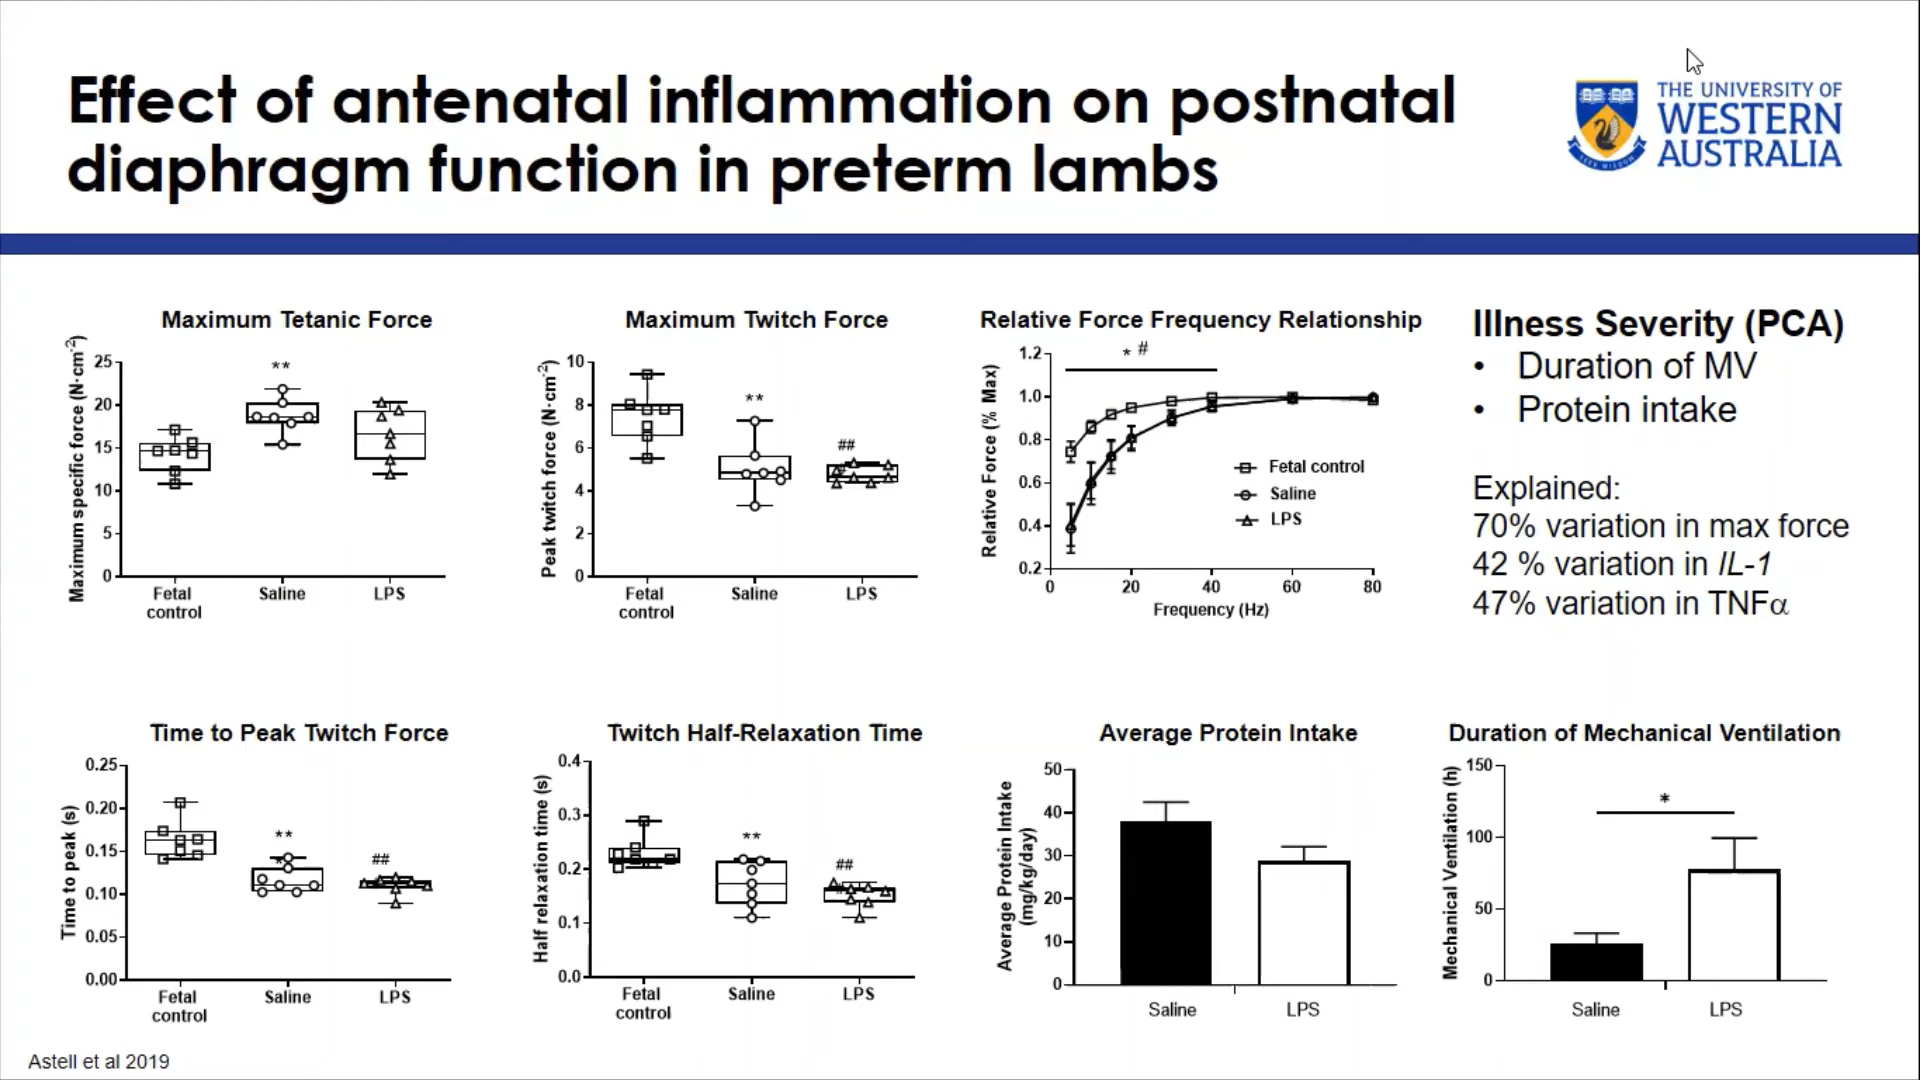 Effect of antenatal inflammation on postnatal
diaphragm function in preterm lambs
THE UNIVERSITY OF
WESTERN
AUSTRALIA
SEEK WISDOM
Maximum Tetanic Force
Maximum specific force (N·cm-2)
25
20
15
10
5
0
**
Fetal
control
Saline
LPS
Maximum Twitch Force
Peak twitch force (N·cm-2)
10
8
6
4
2
0
**
##
Fetal
control
Saline
LPS
Relative Force Frequency Relationship
Relative Force (% Max)
1.2
1.0
0.8
0.6
0.4
0.2
* #
Fetal control
Saline
LPS
0
20
40
60
80
Frequency (Hz)
Illness Severity (PCA)
• Duration of MV
• Protein intake
Explained:
70% variation in max force
42 % variation in IL-1
47% variation in TNFα
Time to Peak Twitch Force
Time to peak (s)
0.25
0.20
0.15
0.10
0.05
0.00
**
##
Fetal
control
Saline
LPS
Twitch Half-Relaxation Time
Half relaxation time (s)
0.4
0.3
0.2
0.1
0.0
**
##
Fetal
control
Saline
LPS
Average Protein Intake
Average Protein Intake
(mg/kg/day)
50
40
30
20
10
0
Saline
LPS
Duration of Mechanical Ventilation
Mechanical Ventilation (h)
150
100
50
0
*
Saline
LPS
Astell et al 2019